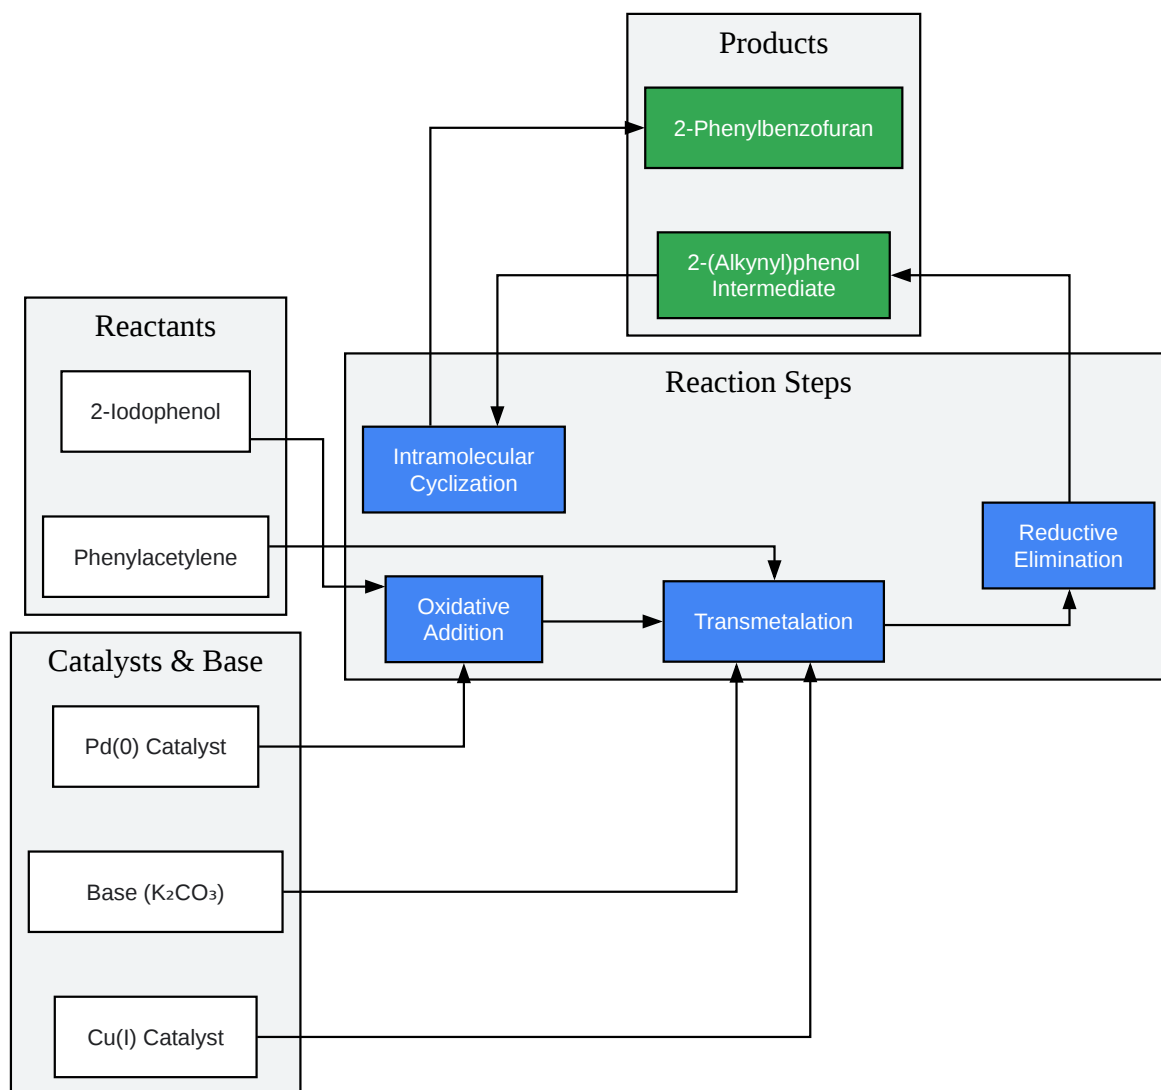 Products
2-Phenylbenzofuran
2-(Alkynyl)phenol
Intermediate
Reactants
2-Iodophenol
Phenylacetylene
Reaction Steps
Intramolecular
Cyclization
Reductive
Elimination
Oxidative
Addition
Transmetalation
Catalysts & Base
Pd(0) Catalyst
Base (K₂CO₃)
Cu(I) Catalyst